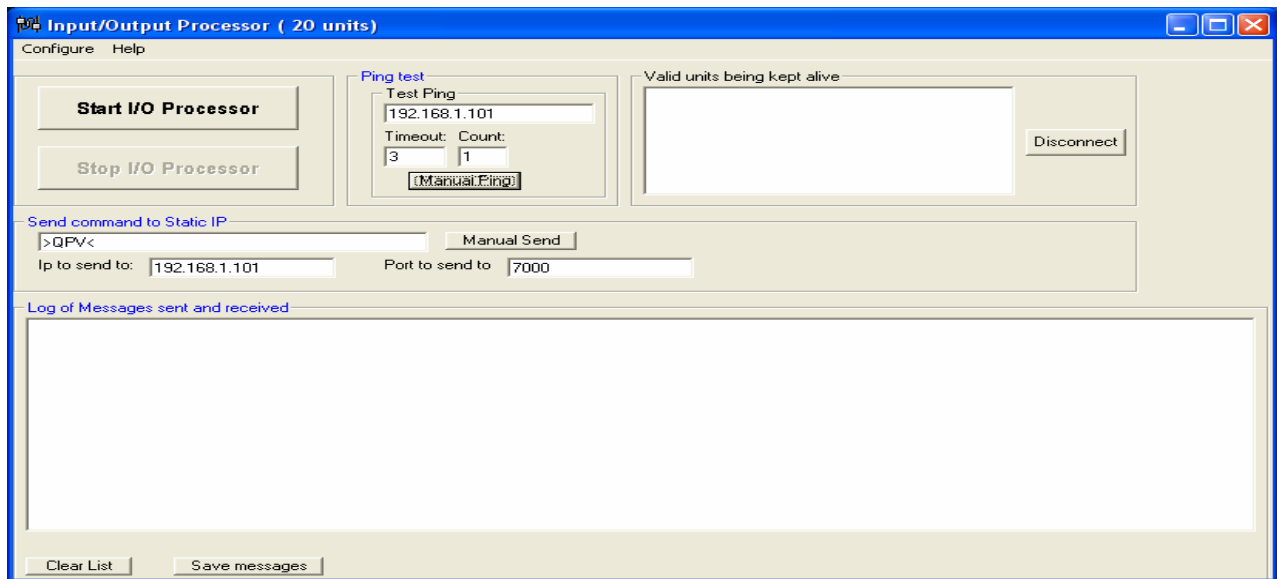 Input/Output Processor ( 20 units)
Configure Help
Start I/O Processor
Stop I/O Processor
Ping test
Test Ping
192.168.1.101
Timeout: Count:
3 1
Manual Ping
Valid units being kept alive
Disconnect
Send command to Static IP
>QPV<
Manual Send
Ip to send to: 192.168.1.101 Port to send to 7000
Log of Messages sent and received
Clear List Save messages